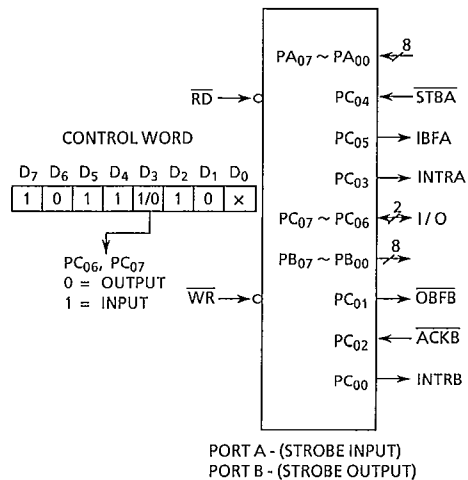 PA07 ~ PA00 8
RD PC04 STBA
CONTROL WORD PC05 IBFA
D7 D6 D5 D4 D3 D2 D1 D0 PC03 INTRA
1 0 1 1 1/0 1 0 ×
PC07 ~ PC06 2 I/O
PC06, PC07 PB07 ~ PB00 8
0 = OUTPUT
1 = INPUT
WR PC01 OBFB
PC02 ACKB
PC00 INTRB
PORT A - (STROBE INPUT)
PORT B - (STROBE OUTPUT)